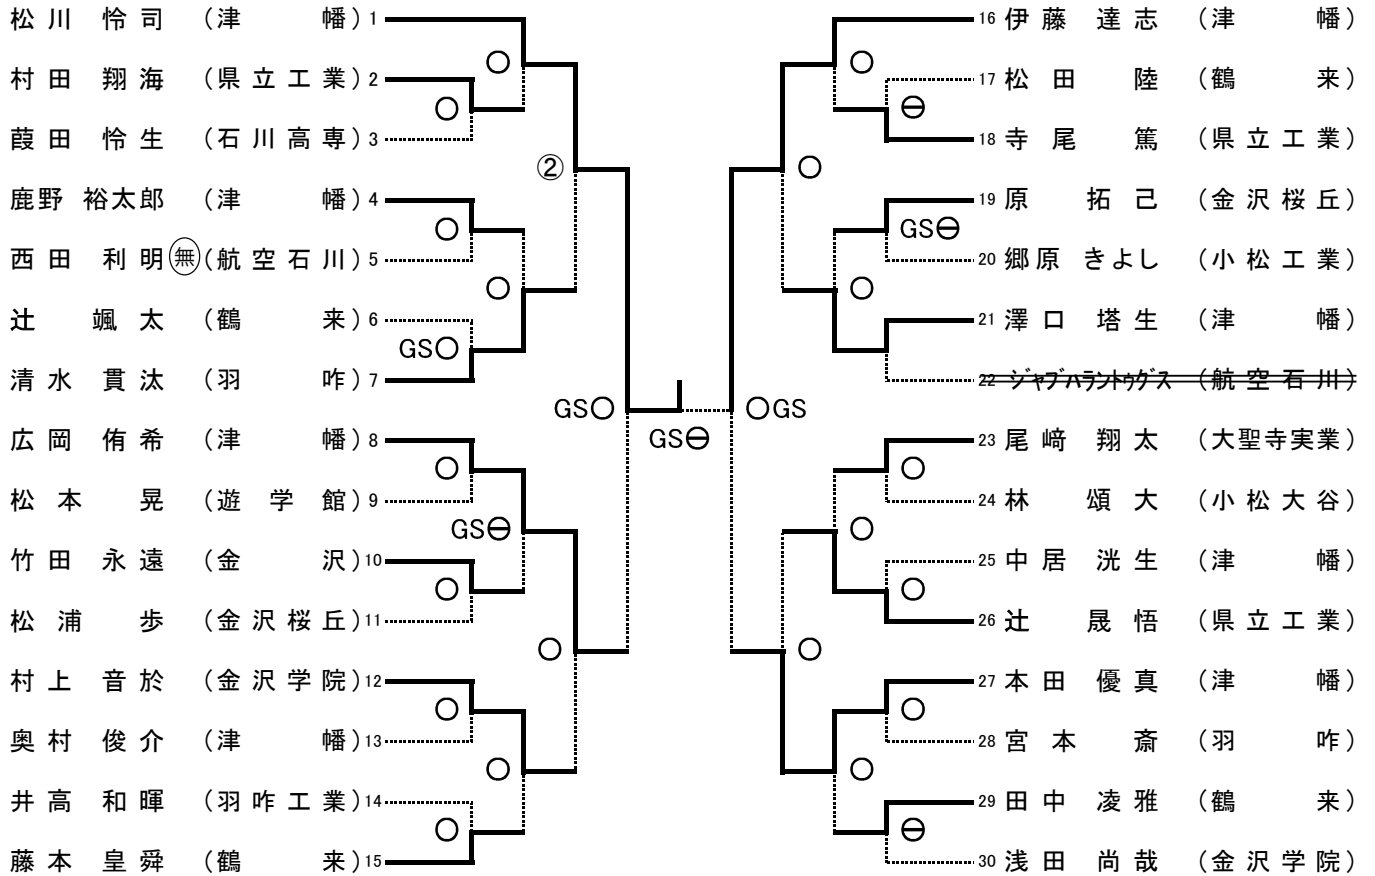 松川 怜司 (津 幡) 1
村田 翔海 (県立工業) 2
葭田 怜生 (石川高専) 3
鹿野 裕太郎 (津 幡) 4
西田 利明 無 (航空石川) 5
辻 颯太 (鶴 来) 6
清水 貫汰 (羽 咋) 7
広岡 侑希 (津 幡) 8
松本 晃 (遊学館) 9
竹田 永遠 (金 沢) 10
松浦 歩 (金沢桜丘) 11
村上 音於 (金沢学院) 12
奥村 俊介 (津 幡) 13
井高 和暉 (羽咋工業) 14
藤本 皇舜 (鶴 来) 15
②
GS○
GS⊖
GS○
GS⊖
○GS
GS⊖
16 伊藤 達志 (津 幡)
17 松田 陸 (鶴 来)
18 寺尾 篤 (県立工業)
19 原 拓己 (金沢桜丘)
20 郷原 きよし (小松工業)
21 澤口 塔生 (津 幡)
22 ジャブハラントゥグス (航空石川)
23 尾﨑 翔太 (大聖寺実業)
24 林 頌大 (小松大谷)
25 中居 洸生 (津 幡)
26 辻 晟悟 (県立工業)
27 本田 優真 (津 幡)
28 宮本 斎 (羽 咋)
29 田中 凌雅 (鶴 来)
30 浅田 尚哉 (金沢学院)